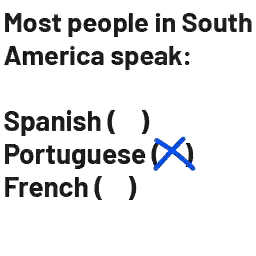 Most people in South
America speak:
Spanish (  )
Portuguese (X)
French (  )